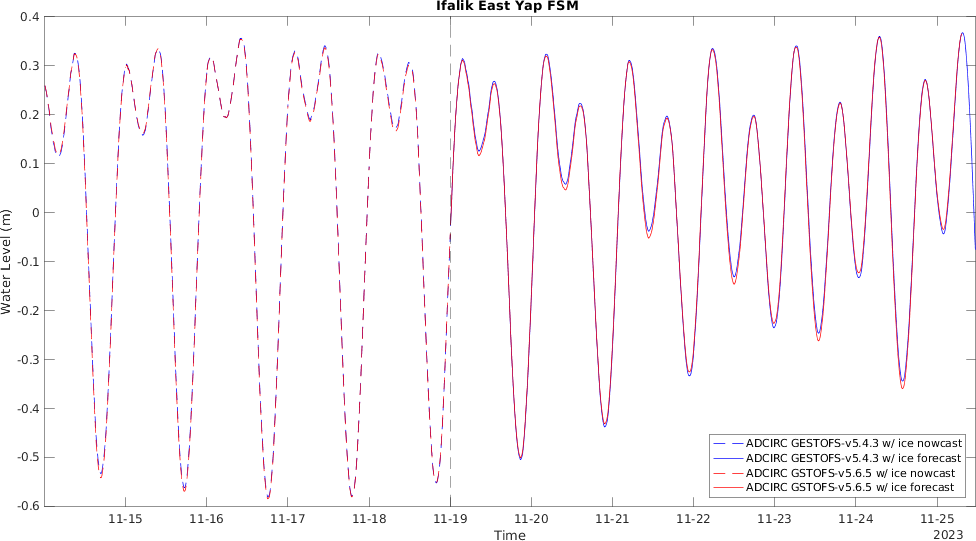 Ifalik East Yap FSM
0.4
0.3
0.2
0.1
0
-0.1
-0.2
-0.3
-0.4
-0.5
-0.6
Water Level (m)
ADCIRC GESTOFS-v5.4.3 w/ ice nowcast
ADCIRC GESTOFS-v5.4.3 w/ ice forecast
ADCIRC GSTOFS-v5.6.5 w/ ice nowcast
ADCIRC GSTOFS-v5.6.5 w/ ice forecast
11-15 11-16 11-17 11-18 11-19 11-20 11-21 11-22 11-23 11-24 11-25
Time
2023